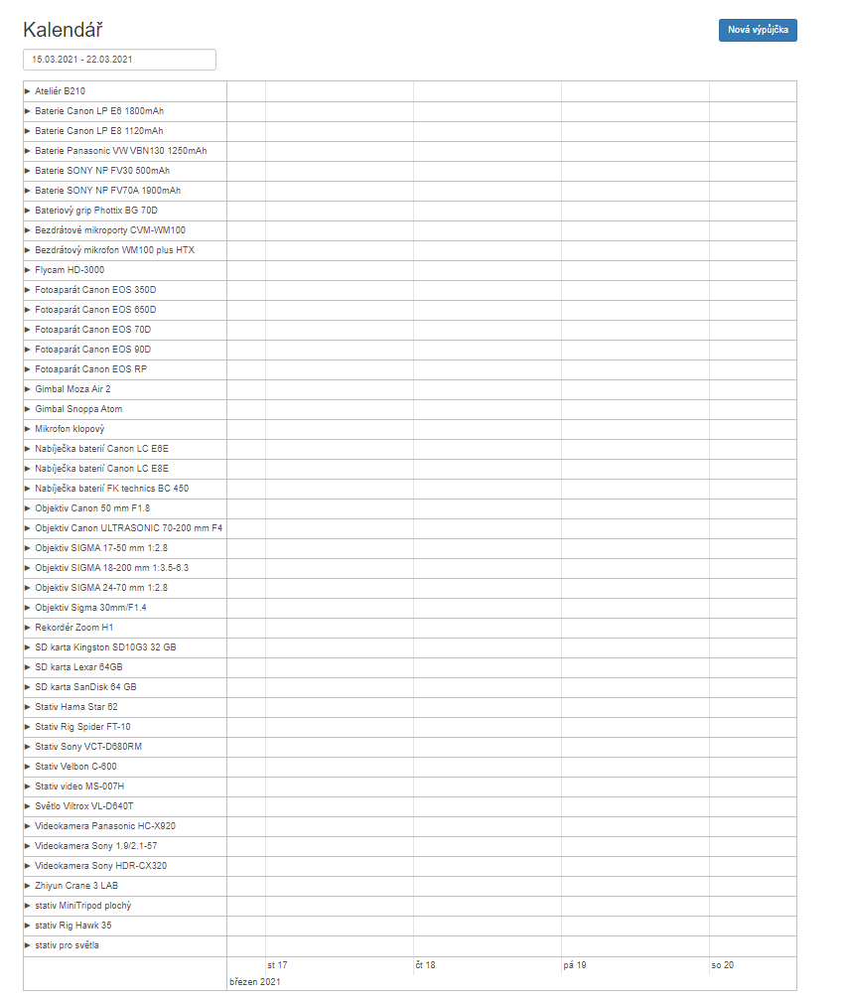 Kalendář
Nová výpůjčka
15.03.2021 - 22.03.2021
Ateliér B210
Baterie Canon LP E6 1800mAh
Baterie Canon LP E8 1120mAh
Baterie Panasonic VW VBN130 1250mAh
Baterie SONY NP FV30 500mAh
Baterie SONY NP FV70A 1900mAh
Bateriový grip Phottix BG 70D
Bezdrátové mikroporty CVM-WM100
Bezdrátový mikrofon WM100 plus HTX
Flycam HD-3000
Fotoaparát Canon EOS 350D
Fotoaparát Canon EOS 650D
Fotoaparát Canon EOS 70D
Fotoaparát Canon EOS 90D
Fotoaparát Canon EOS RP
Gimbal Moza Air 2
Gimbal Snoppa Atom
Mikrofon klopový
Nabíječka baterií Canon LC E6E
Nabíječka baterií Canon LC E8E
Nabíječka baterií FK technics BC 450
Objektiv Canon 50 mm F1.8
Objektiv Canon ULTRASONIC 70-200 mm F4
Objektiv SIGMA 17-50 mm 1:2.8
Objektiv SIGMA 18-200 mm 1:3.5-6.3
Objektiv SIGMA 24-70 mm 1:2.8
Objektiv Sigma 30mm/F1.4
Rekordér Zoom H1
SD karta Kingston SD10G3 32 GB
SD karta Lexar 64GB
SD karta SanDisk 64 GB
Stativ Hama Star 62
Stativ Rig Spider FT-10
Stativ Sony VCT-D680RM
Stativ Velbon C-600
Stativ video MS-007H
Světlo Viltrox VL-D640T
Videokamera Panasonic HC-X920
Videokamera Sony 1.9/2.1-57
Videokamera Sony HDR-CX320
Zhiyun Crane 3 LAB
stativ MiniTripod plochý
stativ Rig Hawk 35
stativ pro světla
st 17 čt 18 pá 19 so 20
březen 2021